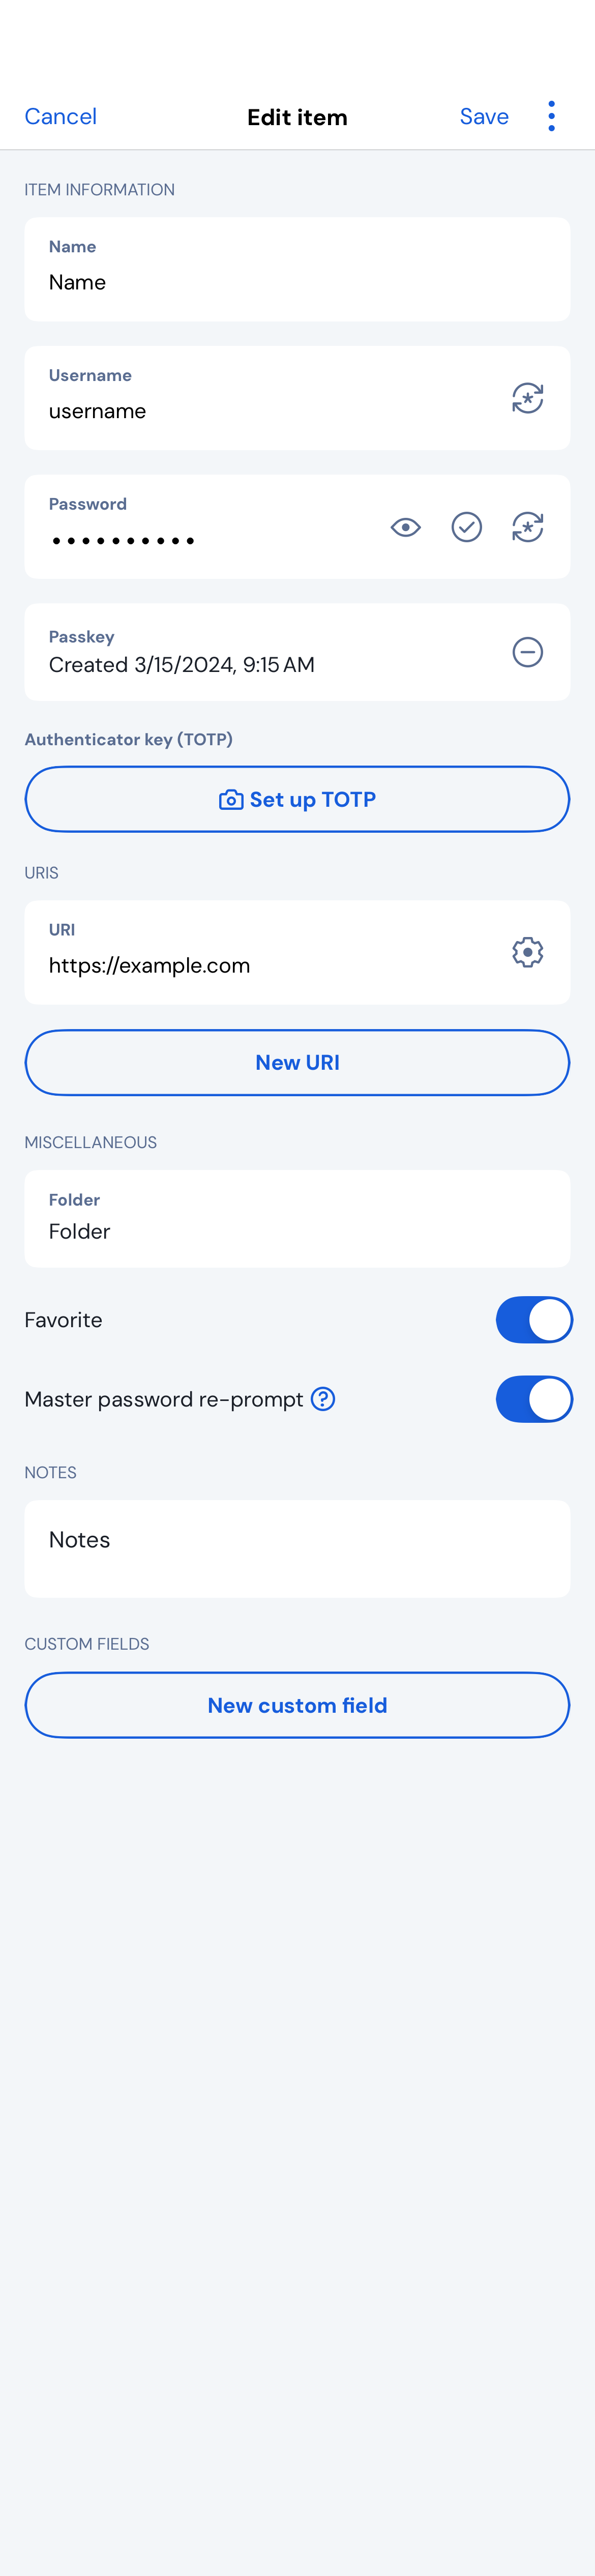 Cancel Edit item Save
ITEM INFORMATION
Name
Name
Username
username
Password
••••••••••
Passkey
Created 3/15/2024, 9:15 AM
Authenticator key (TOTP)
Set up TOTP
URIS
URI
https://example.com
New URI
MISCELLANEOUS
Folder
Folder
Favorite
Master password re-prompt
NOTES
Notes
CUSTOM FIELDS
New custom field